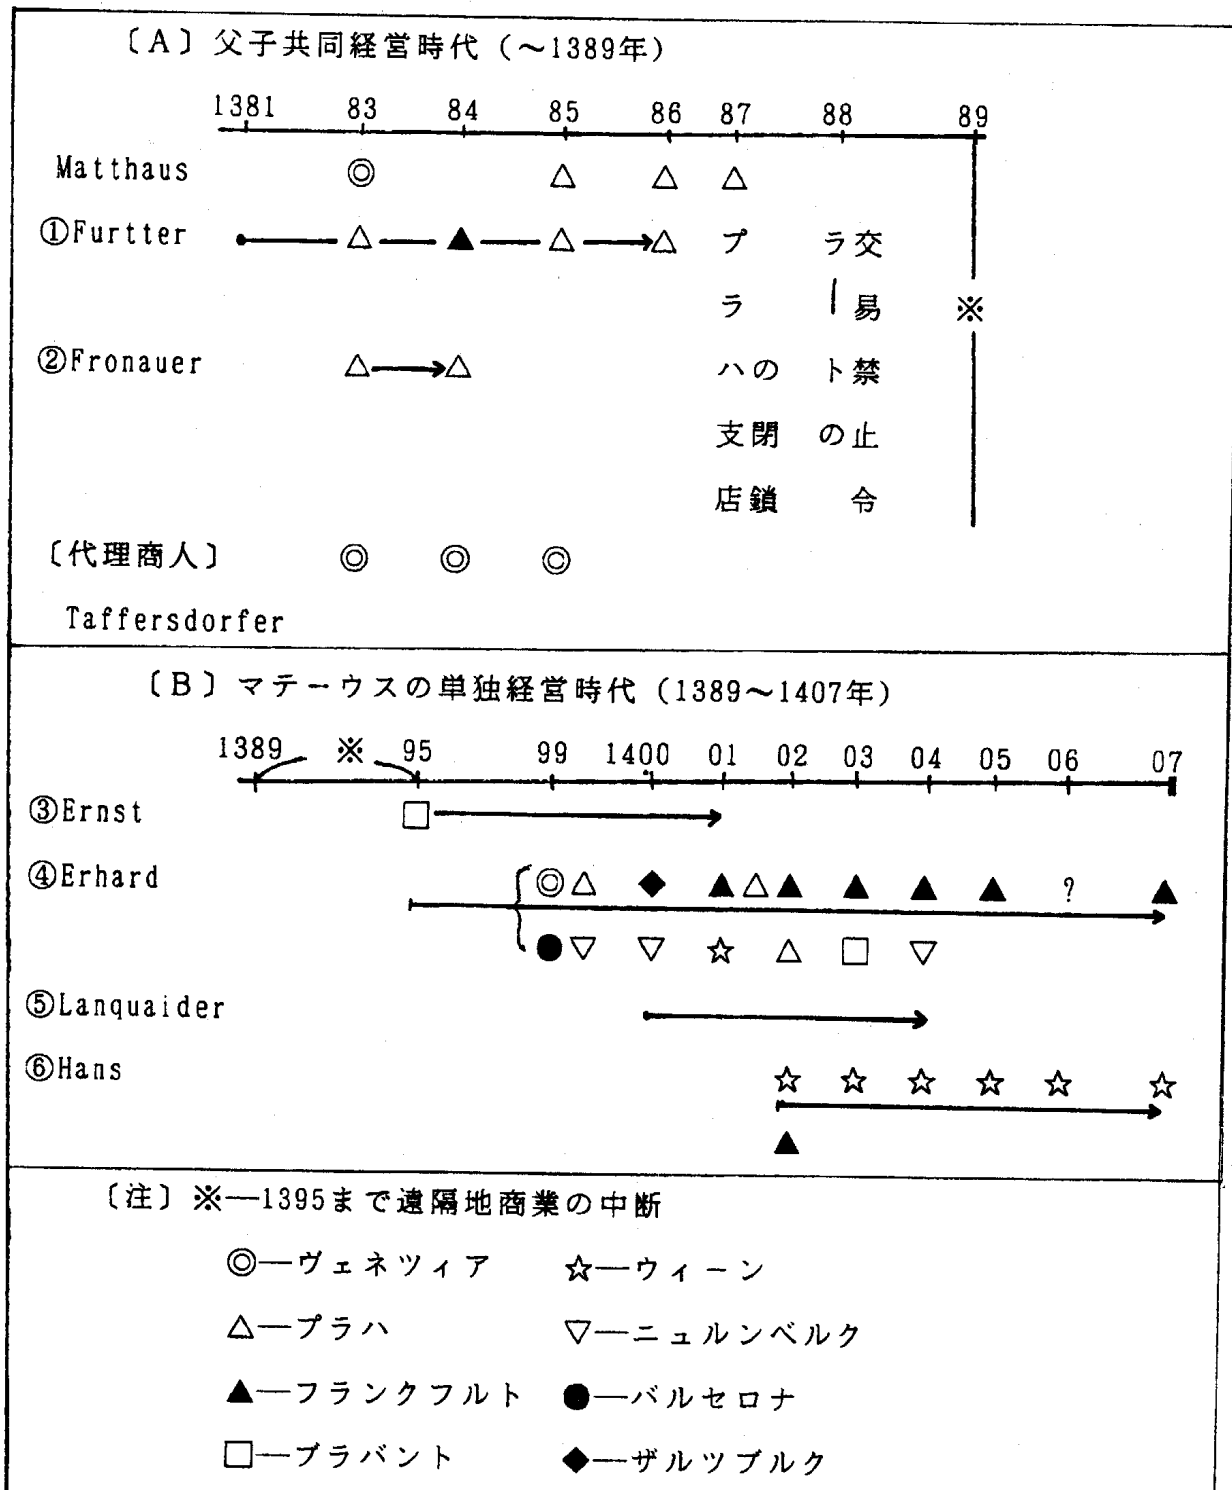 〔A〕父子共同経営時代（～1389年）
1381 83 84 85 86 87 88 89
Matthaus ◎ △ △ △
①Furtter △ ▲ △ △
プラハの支店閉鎖
ラートの交易禁止令
※
②Fronauer △ △
〔代理商人〕 ◎ ◎ ◎
Taffersdorfer
〔B〕マテーウスの単独経営時代（1389～1407年）
1389 ※ 95 99 1400 01 02 03 04 05 06 07
③Ernst □
④Erhard ◎ △ ◆ ▲ △ ▲ ▲ ▲ ▲ ? ▲
● ▽ ▽ ☆ △ □ ▽
⑤Lanquaider
⑥Hans ☆ ☆ ☆ ☆ ☆ ☆
▲
〔注〕※―1395まで遠隔地商業の中断
◎―ヴェネツィア ☆―ウィーン
△―プラハ ▽―ニュルンベルク
▲―フランクフルト ●―バルセロナ
□―ブラバント ◆―ザルツブルク